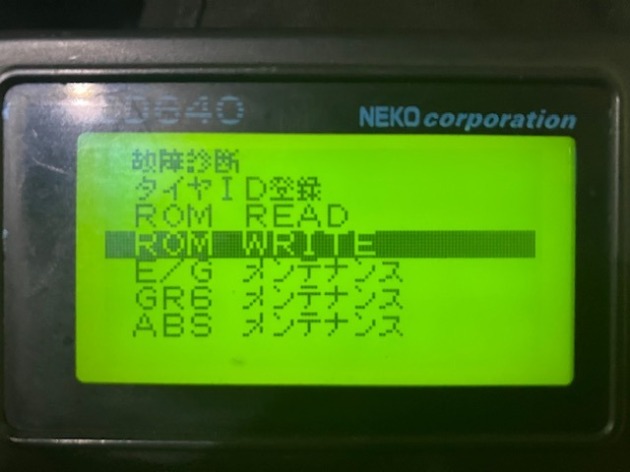 CD640
NEKO corporation
故障診断
タイヤID登録
ROM READ
ROM WRITE
E/G メンテナンス
GR6 メンテナンス
ABS メンテナンス